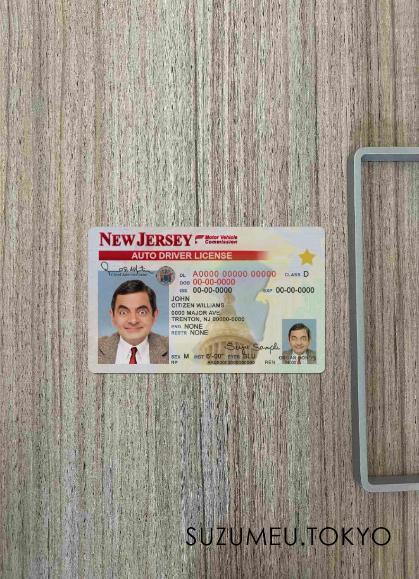 NEW JERSEY Motor Vehicle
Commission
AUTO DRIVER LICENSE
DL A0000 00000 00000 CLASS D
DOB 00-00-0000
ISS 00-00-0000 EXP 00-00-0000
JOHN
CITIZEN WILLIAMS
0000 MAJOR AVE
TRENTON, NJ 00000-0000
END NONE
RESTR NONE
SEX M HGT 5'-00" EYES BLU
REN
SUZUMEU.TOKYO